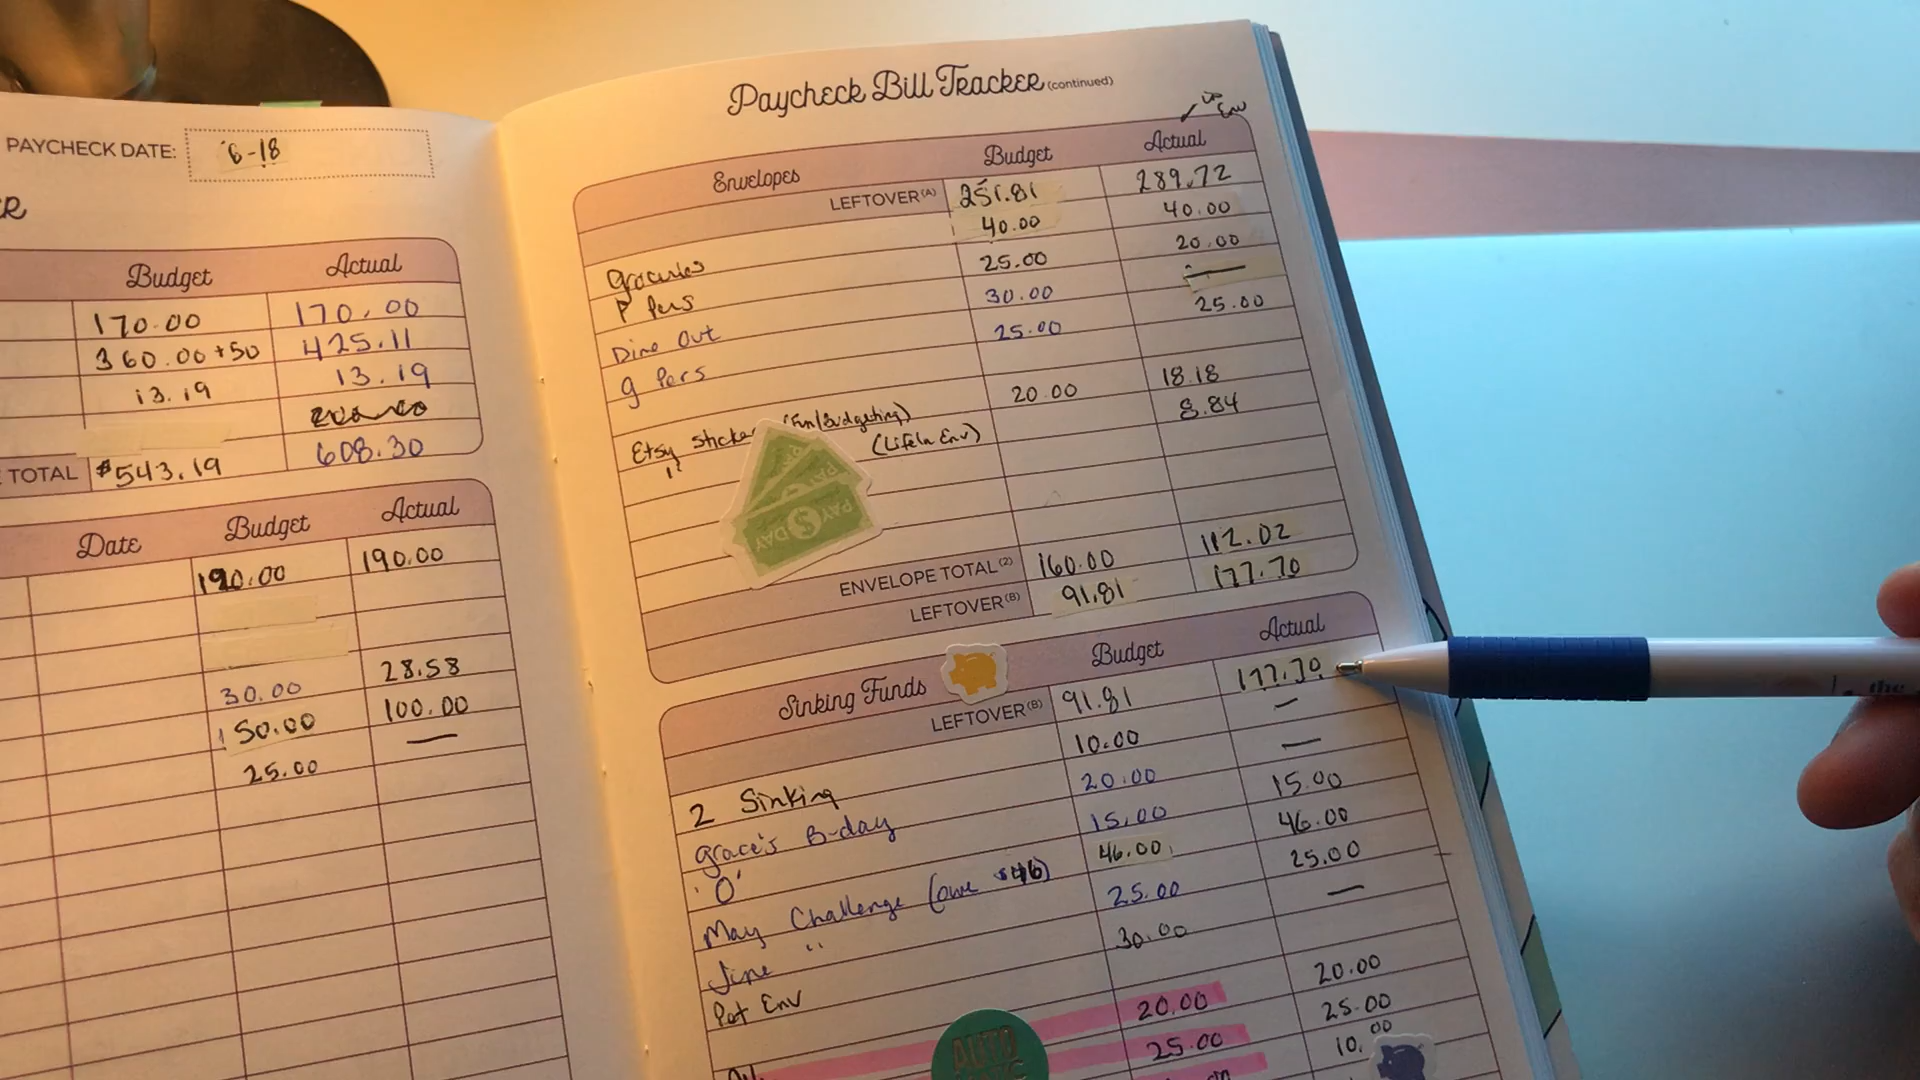 PAYCHECK DATE: 6-18
Budget Actual
170.00 170.00
360.00+50 425.11
13.19 13.19
TOTAL $543.19 608.30
Date Budget Actual
190.00 190.00
30.00 28.58
150.00 100.00
25.00 —
Paycheck Bill Tracker (continued)
Env
Envelopes Budget Actual
LEFTOVER (A) 251.81 289.72
Groceries 40.00 40.00
P Pers 25.00 20.00
Dine Out 30.00 —
G Pers 25.00 25.00
Etsy Sticke (Fun/Budgeting) 20.00 18.18
" (Lifeln Env) 8.84
PAY DAY
ENVELOPE TOTAL (2) 160.00 112.02
LEFTOVER (B) 91.81 177.70
Sinking Funds Budget Actual
LEFTOVER (B) 91.81 177.70
2 Sinking 10.00 —
Grace's B-day 20.00 —
'O' 15.00 15.00
May Challenge (owe $46) 46.00 46.00
June " 25.00 25.00
Pet Env 30.00 —
20.00 20.00
AUTO
25.00 25.00
10.00